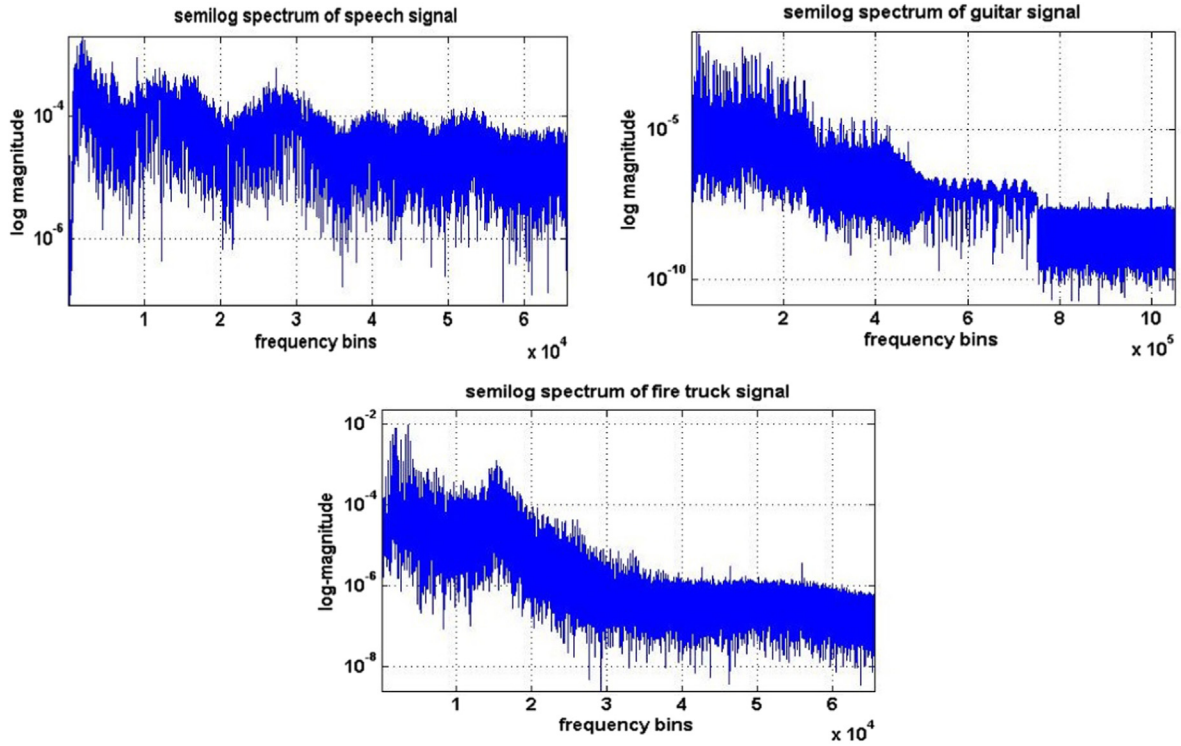 semilog spectrum of speech signal
log magnitude
10^-4
10^-6
1 2 3 4 5 6
frequency bins
x 10^4
semilog spectrum of guitar signal
log magnitude
10^-5
10^-10
2 4 6 8 10
frequency bins
x 10^5
semilog spectrum of fire truck signal
log-magnitude
10^-2
10^-4
10^-6
10^-8
1 2 3 4 5 6
frequency bins
x 10^4